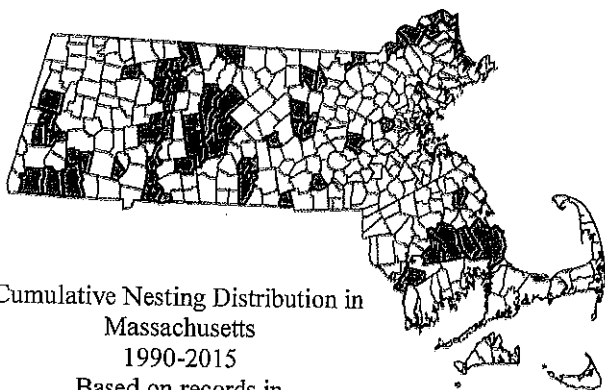 Cumulative Nesting Distribution in
Massachusetts
1990-2015
Based on records in